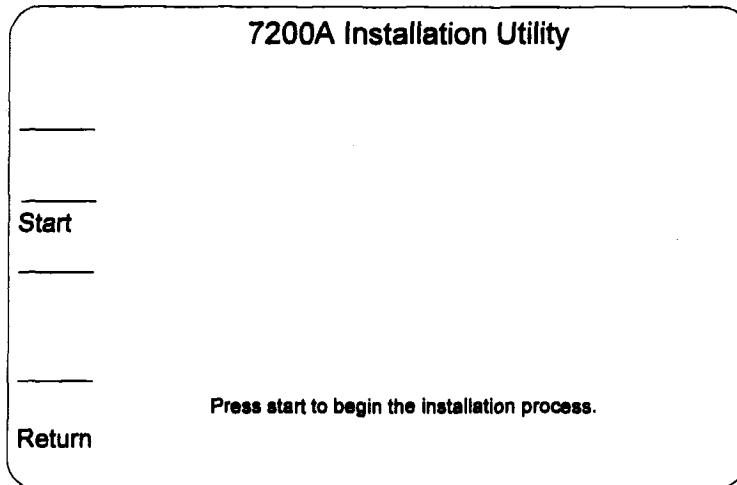 7200A Installation Utility
Start
Press start to begin the installation process.
Return